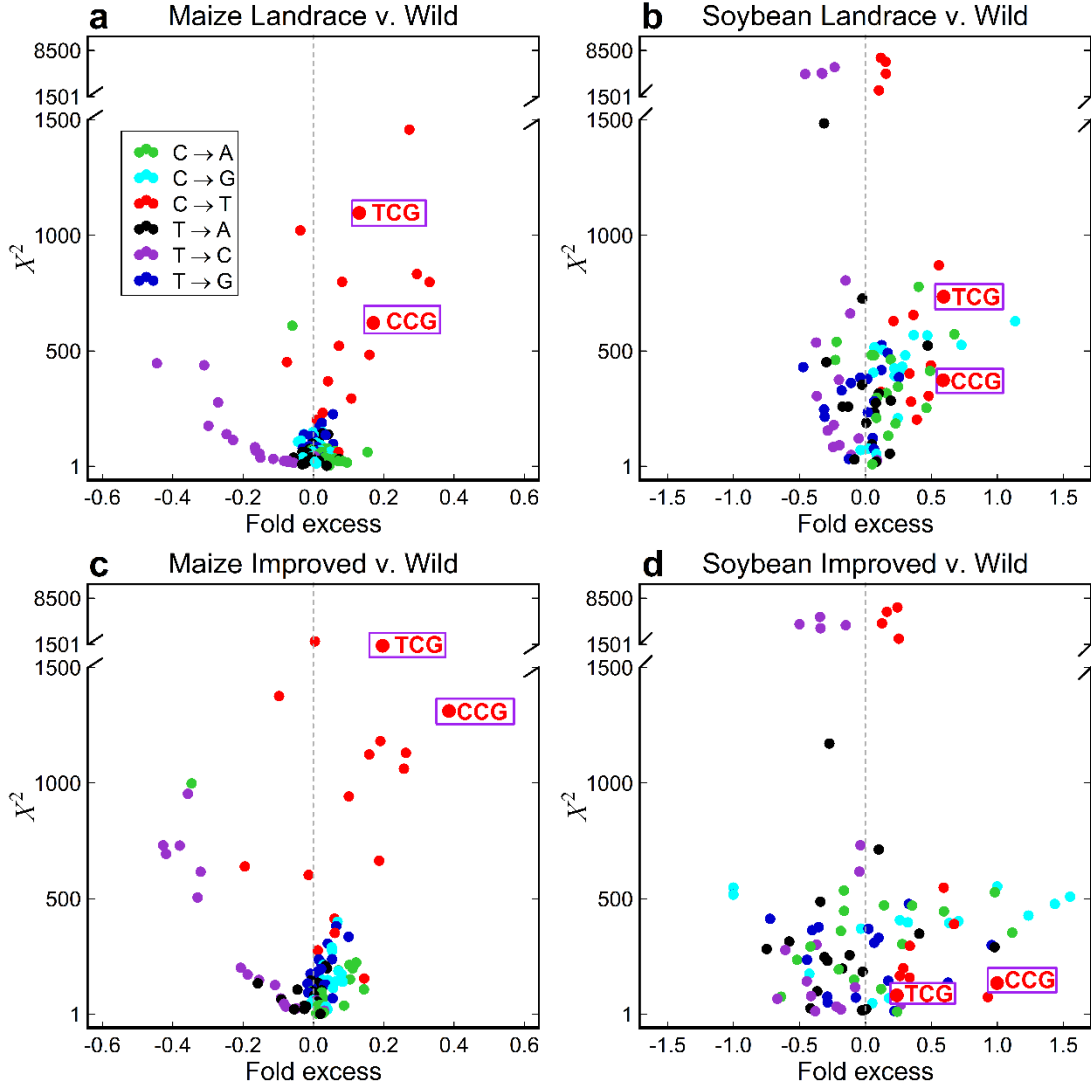 a Maize Landrace v. Wild
8500
1501
1500
1000
500
1
X²
C → A
C → G
C → T
T → A
T → C
T → G
TCG
CCG
-0.6 -0.4 -0.2 0.0 0.2 0.4 0.6
Fold excess
b Soybean Landrace v. Wild
8500
1501
1500
1000
500
1
X²
TCG
CCG
-1.5 -1.0 -0.5 0.0 0.5 1.0 1.5
Fold excess
c Maize Improved v. Wild
8500
1501
1500
1000
500
1
X²
TCG
CCG
-0.6 -0.4 -0.2 0.0 0.2 0.4 0.6
Fold excess
d Soybean Improved v. Wild
8500
1501
1500
1000
500
1
X²
TCG
CCG
-1.5 -1.0 -0.5 0.0 0.5 1.0 1.5
Fold excess